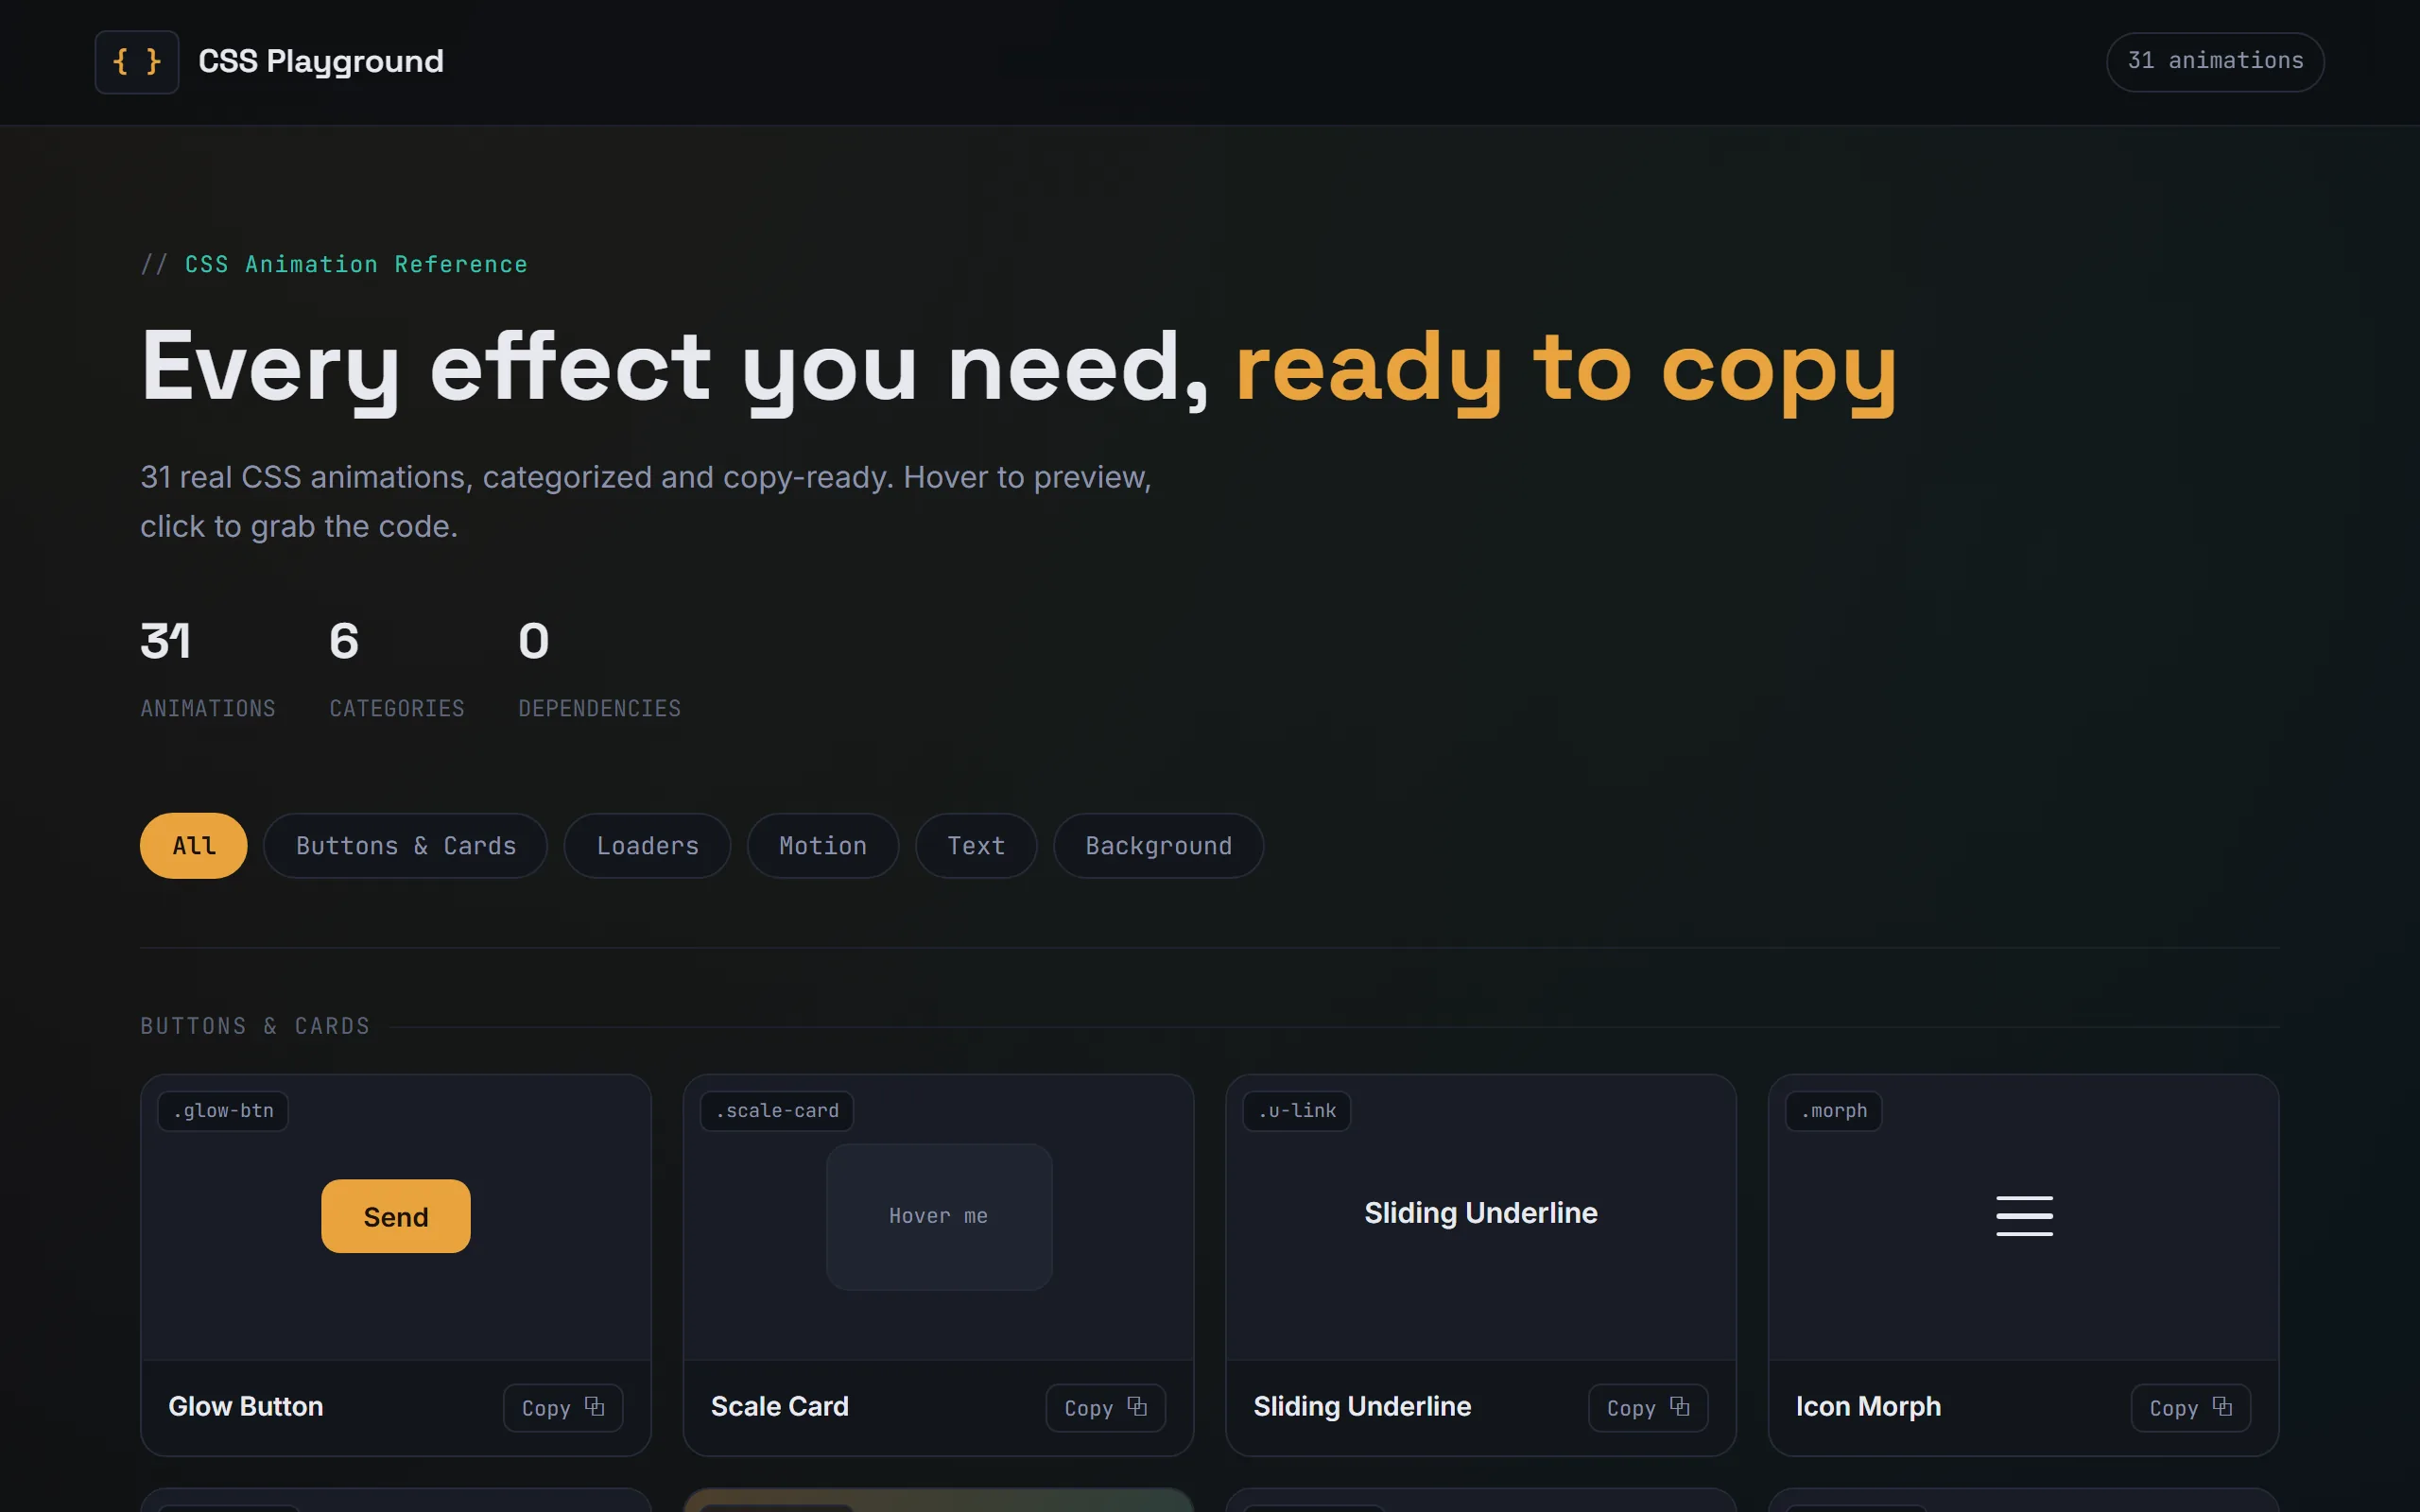 { } CSS Playground
31 animations
// CSS Animation Reference
Every effect you need, ready to copy
31 real CSS animations, categorized and copy-ready. Hover to preview,
click to grab the code.
31 6 0
ANIMATIONS CATEGORIES DEPENDENCIES
All Buttons & Cards Loaders Motion Text Background
BUTTONS & CARDS
.glow-btn .scale-card .u-link .morph
Send Hover me Sliding Underline
Glow Button Copy Scale Card Copy Sliding Underline Copy Icon Morph Copy